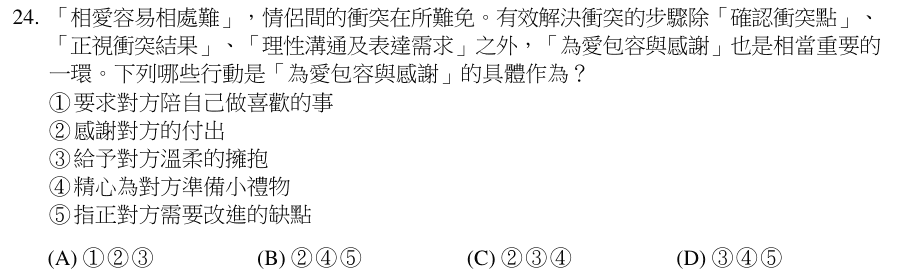 24. 「相愛容易相處難」，情侶間的衝突在所難免。有效解決衝突的步驟除「確認衝突點」、
「正視衝突結果」、「理性溝通及表達需求」之外，「為愛包容與感謝」也是相當重要的
一環。下列哪些行動是「為愛包容與感謝」的具體作為？
①要求對方陪自己做喜歡的事
②感謝對方的付出
③給予對方溫柔的擁抱
④精心為對方準備小禮物
⑤指正對方需要改進的缺點
(A) ①②③ (B) ②④⑤ (C) ②③④ (D) ③④⑤